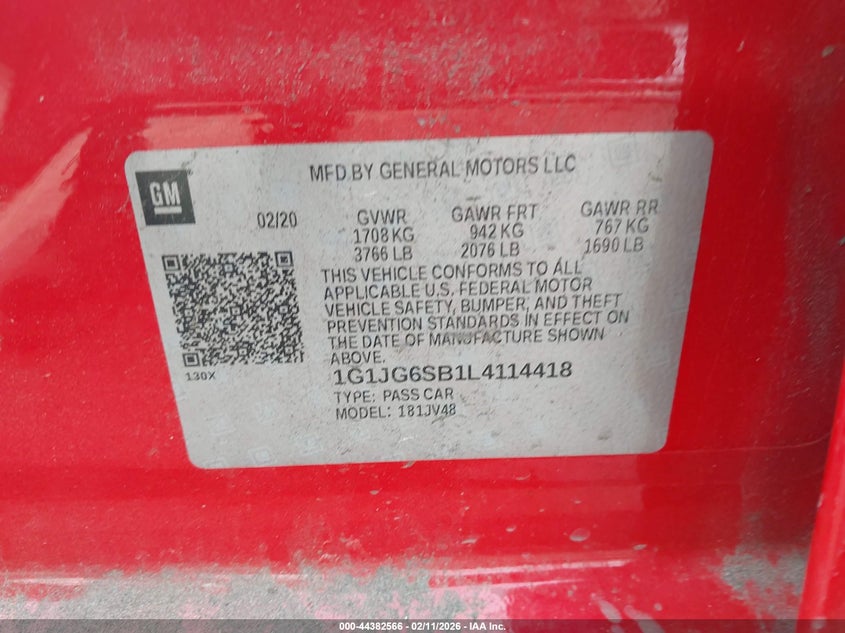 GM
MFD BY GENERAL MOTORS LLC
02/20 GVWR GAWR FRT GAWR RR
1708 KG 942 KG 767 KG
3766 LB 2076 LB 1690 LB
THIS VEHICLE CONFORMS TO ALL
APPLICABLE U.S. FEDERAL MOTOR
VEHICLE SAFETY, BUMPER, AND THEFT
PREVENTION STANDARDS IN EFFECT ON
THE DATE OF MANUFACTURE SHOWN
ABOVE.
130X
1G1JG6SB1L4114418
TYPE: PASS CAR
MODEL: 181JV48
000-44382566 - 02/11/2026 - IAA Inc.